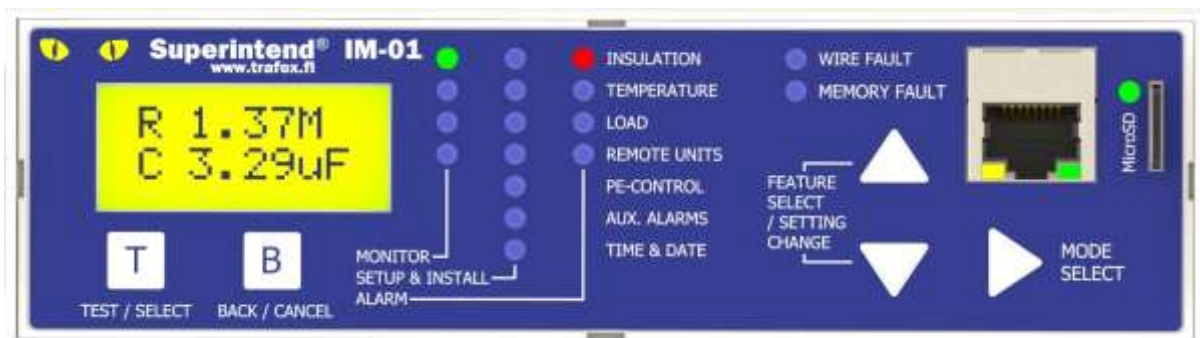 Superintend® IM-01
www.trafox.fi
R 1.37M
C 3.29uF
T
TEST / SELECT
B
BACK / CANCEL
MONITOR
SETUP & INSTALL
ALARM
INSULATION
TEMPERATURE
LOAD
REMOTE UNITS
PE-CONTROL
AUX. ALARMS
TIME & DATE
WIRE FAULT
MEMORY FAULT
FEATURE
SELECT
/ SETTING
CHANGE
MODE
SELECT
MicroSD